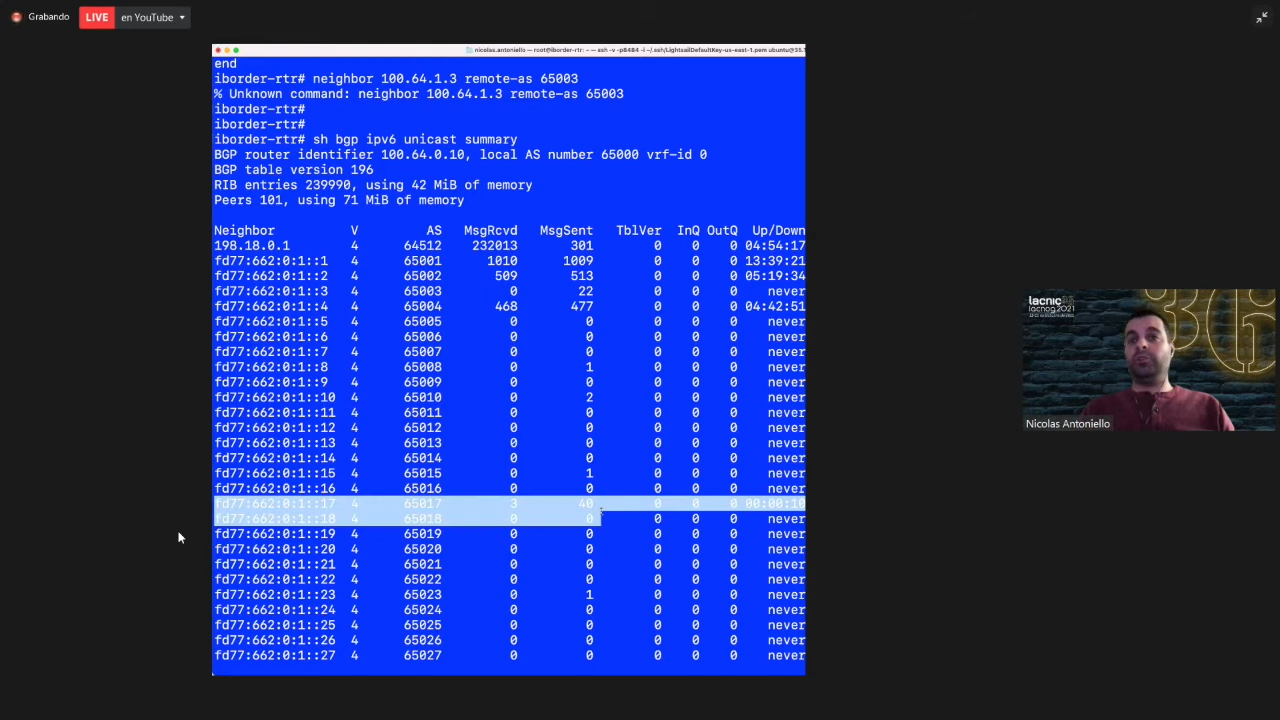 Grabando LIVE en YouTube
nicolas.antoniello — root@iborder-rtr: ~ — ssh -v -p8484 -i ~/.ssh/LightsailDefaultKey-us-east-1.pem ubuntu@35.1
end
iborder-rtr# neighbor 100.64.1.3 remote-as 65003
% Unknown command: neighbor 100.64.1.3 remote-as 65003
iborder-rtr#
iborder-rtr#
iborder-rtr# sh bgp ipv6 unicast summary
BGP router identifier 100.64.0.10, local AS number 65000 vrf-id 0
BGP table version 196
RIB entries 239990, using 42 MiB of memory
Peers 101, using 71 MiB of memory
Neighbor V AS MsgRcvd MsgSent TblVer InQ OutQ Up/Down
198.18.0.1 4 64512 232013 301 0 0 0 04:54:17
fd77:662:0:1::1 4 65001 1010 1009 0 0 0 13:39:21
fd77:662:0:1::2 4 65002 509 513 0 0 0 05:19:34
fd77:662:0:1::3 4 65003 0 22 0 0 0 never
fd77:662:0:1::4 4 65004 468 477 0 0 0 04:42:51
fd77:662:0:1::5 4 65005 0 0 0 0 0 never
fd77:662:0:1::6 4 65006 0 0 0 0 0 never
fd77:662:0:1::7 4 65007 0 0 0 0 0 never
fd77:662:0:1::8 4 65008 0 1 0 0 0 never
fd77:662:0:1::9 4 65009 0 0 0 0 0 never
fd77:662:0:1::10 4 65010 0 2 0 0 0 never
fd77:662:0:1::11 4 65011 0 0 0 0 0 never
fd77:662:0:1::12 4 65012 0 0 0 0 0 never
fd77:662:0:1::13 4 65013 0 0 0 0 0 never
fd77:662:0:1::14 4 65014 0 0 0 0 0 never
fd77:662:0:1::15 4 65015 0 1 0 0 0 never
fd77:662:0:1::16 4 65016 0 0 0 0 0 never
fd77:662:0:1::17 4 65017 3 40 0 0 0 00:00:10
fd77:662:0:1::18 4 65018 0 0 0 0 0 never
fd77:662:0:1::19 4 65019 0 0 0 0 0 never
fd77:662:0:1::20 4 65020 0 0 0 0 0 never
fd77:662:0:1::21 4 65021 0 0 0 0 0 never
fd77:662:0:1::22 4 65022 0 0 0 0 0 never
fd77:662:0:1::23 4 65023 0 1 0 0 0 never
fd77:662:0:1::24 4 65024 0 0 0 0 0 never
fd77:662:0:1::25 4 65025 0 0 0 0 0 never
fd77:662:0:1::26 4 65026 0 0 0 0 0 never
fd77:662:0:1::27 4 65027 0 0 0 0 0 never
lacnic 36
lacnog 2021
36
Nicolas Antoniello